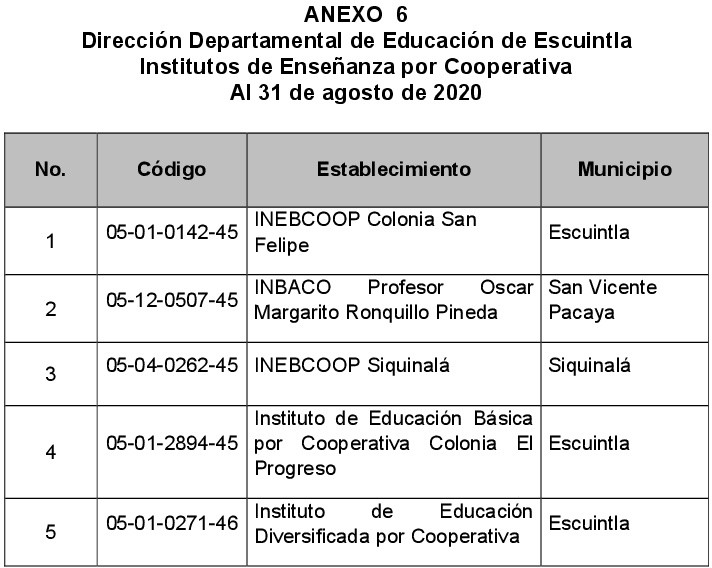 ANEXO 6
Dirección Departamental de Educación de Escuintla
Institutos de Enseñanza por Cooperativa
Al 31 de agosto de 2020
No. Código Establecimiento Municipio
1 05-01-0142-45 INEBCOOP Colonia San Felipe Escuintla
2 05-12-0507-45 INBACO Profesor Oscar Margarito Ronquillo Pineda San Vicente Pacaya
3 05-04-0262-45 INEBCOOP Siquinalá Siquinalá
4 05-01-2894-45 Instituto de Educación Básica por Cooperativa Colonia El Progreso Escuintla
5 05-01-0271-46 Instituto de Educación Diversificada por Cooperativa Escuintla